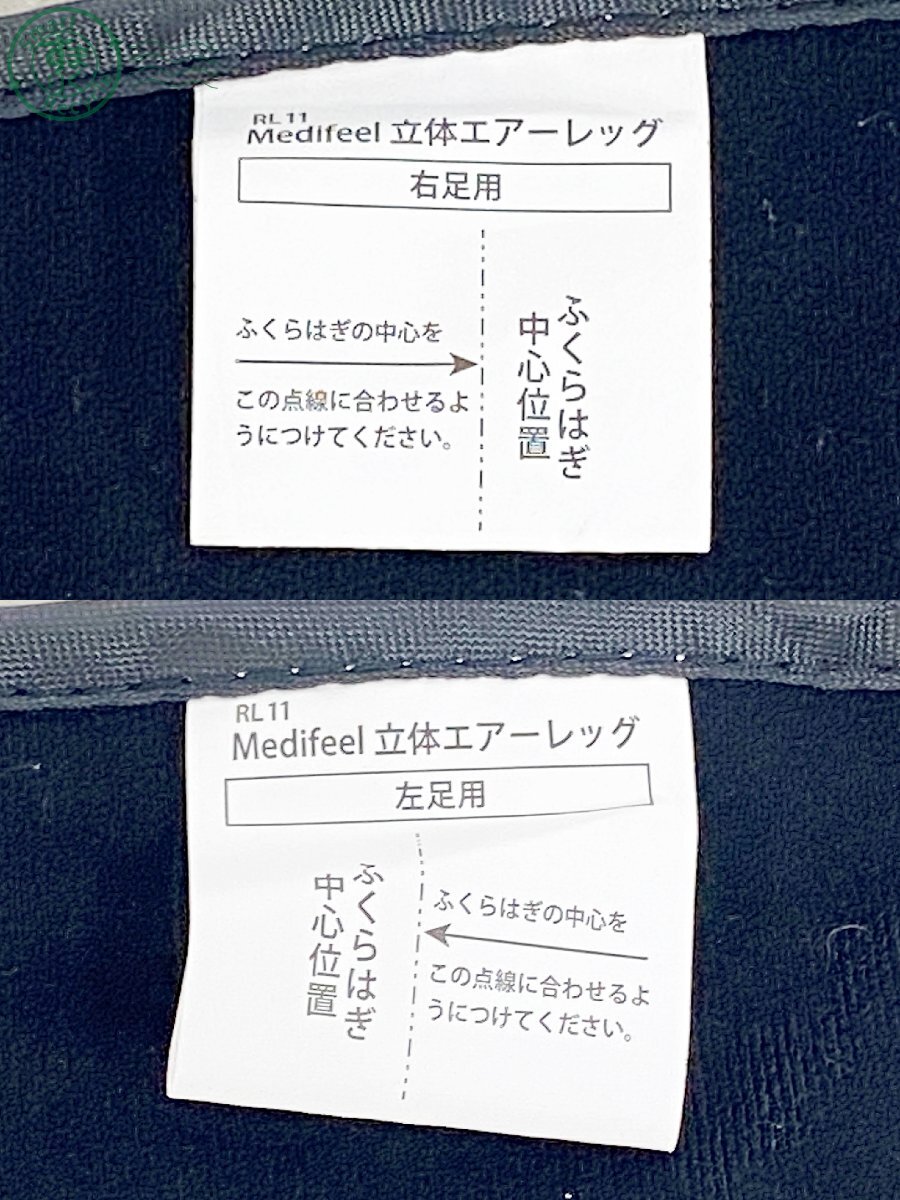 RL11
Medifeel 立体エアーレッグ
右足用
ふくらはぎの中心を
この点線に合わせるよ
うにつけてください。
ふくらはぎ
中心位置
RL11
Medifeel 立体エアーレッグ
左足用
ふくらはぎ
中心位置
ふくらはぎの中心を
この点線に合わせるよ
うにつけてください。